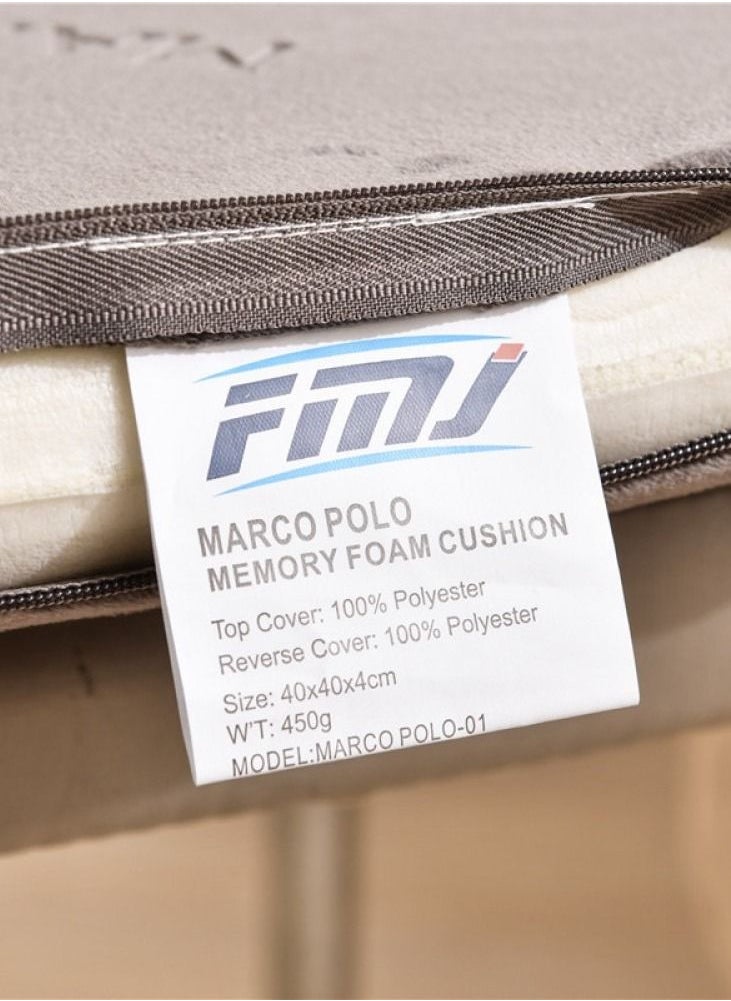 FMJ
MARCO POLO
MEMORY FOAM CUSHION
Top Cover: 100% Polyester
Reverse Cover: 100% Polyester
Size: 40x40x4cm
W'T: 450g
MODEL:MARCO POLO-01